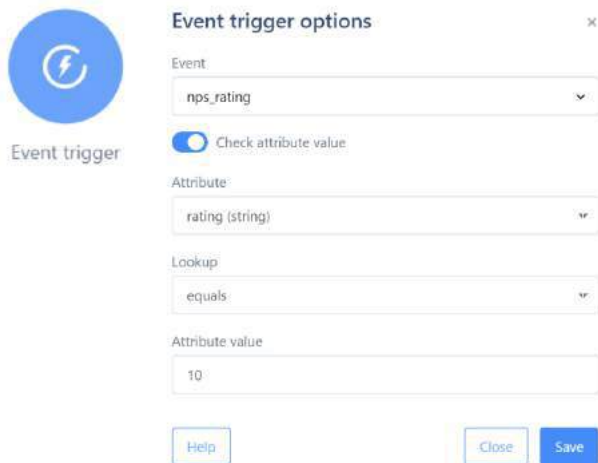 Event trigger options
Event
nps_rating
Event trigger
Check attribute value
Attribute
rating (string)
Lookup
equals
Attribute value
10
Help
Close
Save